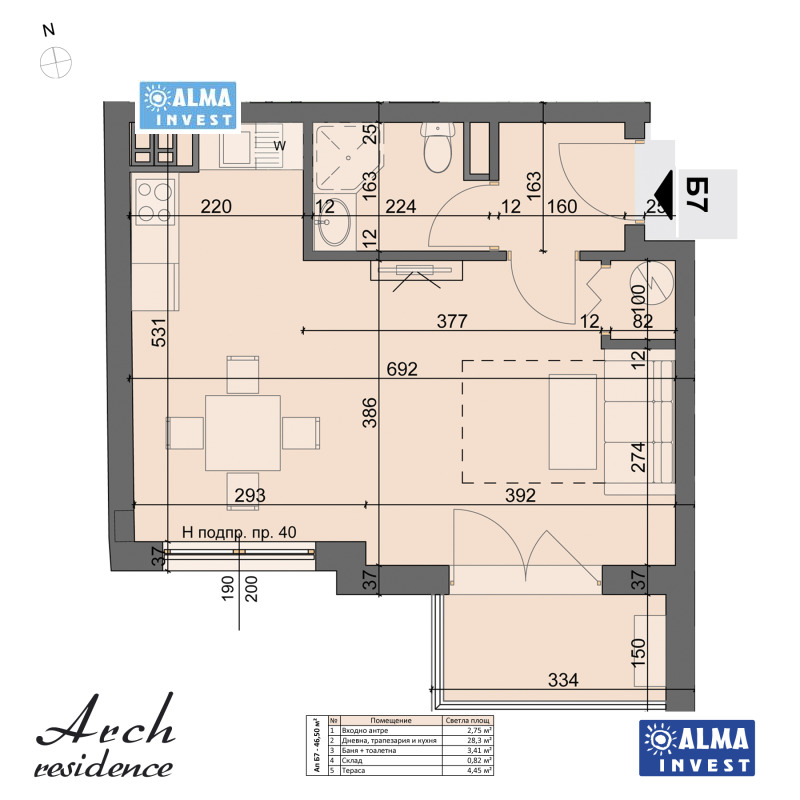 N
ALMA
INVEST
W
25
163
12
12
224
12
160
163
25
Б7
220
531
377
12
82
100
692
386
12
274
293
392
Н подпр. пр. 40
37
190
200
37
37
150
334
Arch
residence
Ап Б7 - 46,50 м²
№ Помещение Светла площ
1 Входно антре 2,75 м²
2 Дневна, трапезария и кухня 28,3 м²
3 Баня + тоалетна 3,41 м²
4 Склад 0,82 м²
5 Тераса 4,45 м²
ALMA
INVEST